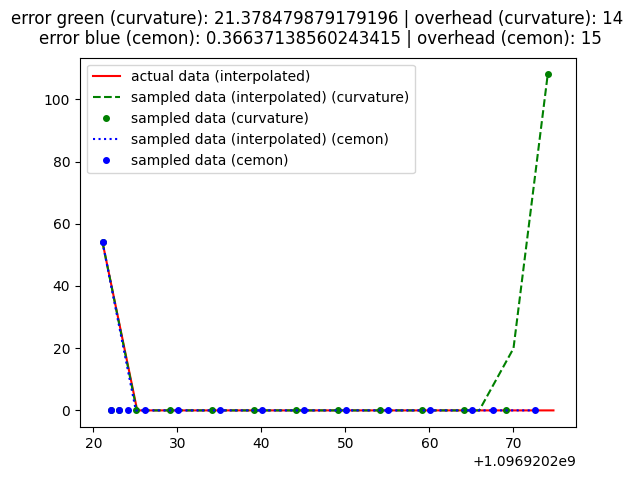 error green (curvature): 21.378479879179196 | overhead (curvature): 14
error blue (cemon): 0.36637138560243415 | overhead (cemon): 15
actual data (interpolated)
sampled data (interpolated) (curvature)
sampled data (curvature)
sampled data (interpolated) (cemon)
sampled data (cemon)
100
80
60
40
20
0
20 30 40 50 60 70
+1.0969202e9